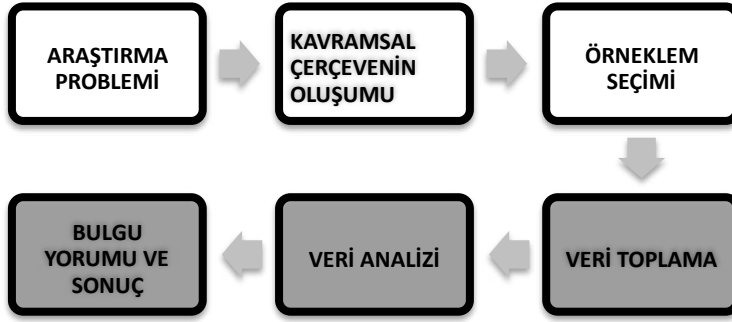 ARAŞTIRMA
PROBLEMİ
KAVRAMSAL
ÇERÇEVENİN
OLUŞUMU
ÖRNEKLEM
SEÇİMİ
VERİ TOPLAMA
VERİ ANALİZİ
BULGU
YORUMU VE
SONUÇ